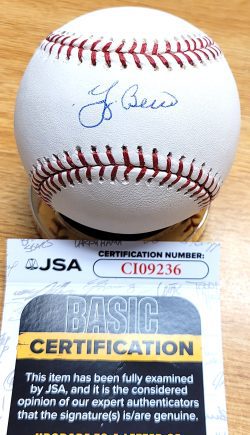 Y. Berra
JSA
CERTIFICATION NUMBER:
CI09236
BASIC
CERTIFICATION
This item has been fully examined
by JSA, and it is the considered
opinion of our expert authenticators
that the signature(s) is/are genuine.